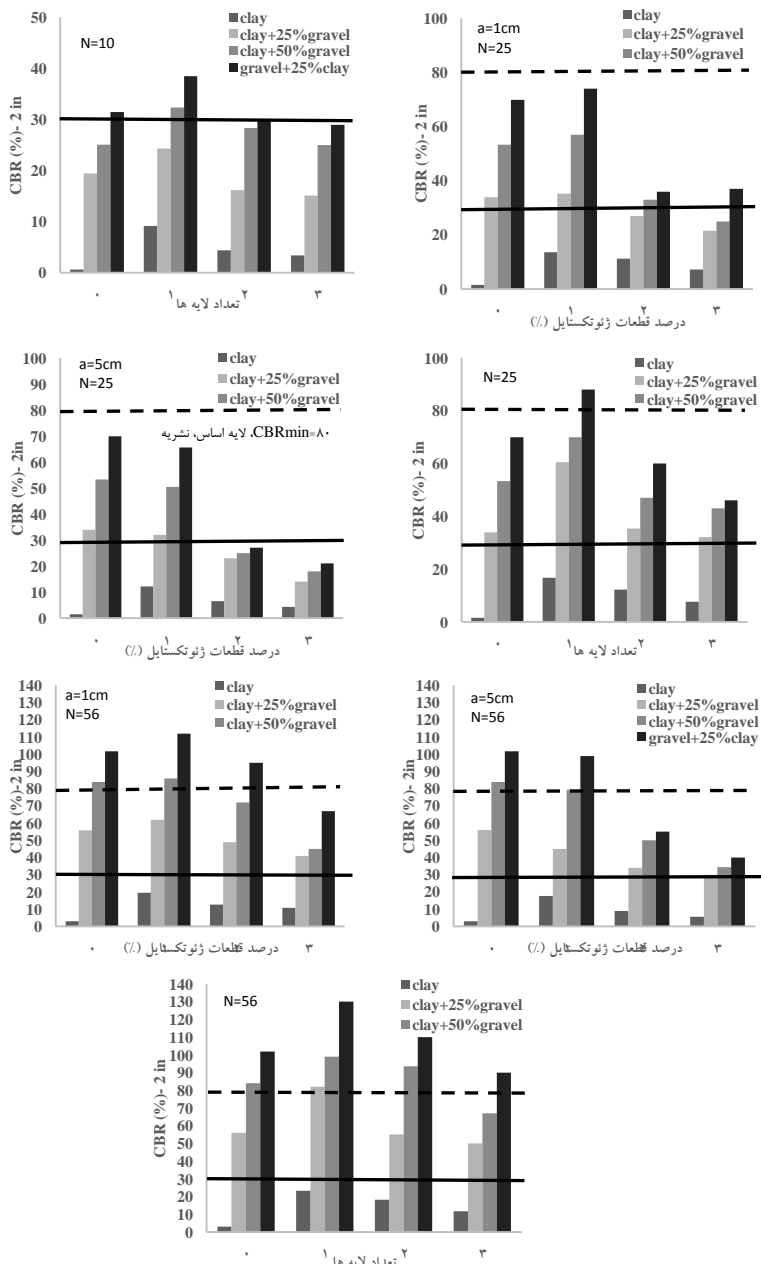 50
40
30
20
10
0
CBR (%)- 2 in
N=10
clay
clay+25%gravel
clay+50%gravel
gravel+25%clay
۰ ۱ ۲ ۳
تعداد لایه ها
100
80
60
40
20
0
CBR (%)- 2 in
a=1cm
N=25
clay
clay+25%gravel
clay+50%gravel
۰ ۱ ۲ ۳
درصد قطعات ژئوتکستایل (٪)
100
90
80
70
60
50
40
30
20
10
0
CBR (%)- 2in
a=5cm
N=25
clay
clay+25%gravel
clay+50%gravel
CBRmin=۸۰، لایه اساس، نشریه
۰ ۱ ۲ ۳
درصد قطعات ژئوتکستایل (٪)
100
80
60
40
20
0
CBR (%)- 2 in
N=25
clay
clay+25%gravel
clay+50%gravel
۰ ۱ ۲ ۳
تعداد لایه ها
140
130
120
110
100
90
80
70
60
50
40
30
20
10
0
CBR (%)-2 in
a=1cm
N=56
clay
clay+25%gravel
clay+50%gravel
۰ ۱ ۲ ۳
درصد قطعات ژئوتکستایل (٪)
140
130
120
110
100
90
80
70
60
50
40
30
20
10
0
CBR (%)- 2in
a=5cm
N=56
clay
clay+25%gravel
clay+50%gravel
gravel+25%clay
۰ ۱ ۲ ۳
درصد قطعات ژئوتکستایل (٪)
140
130
120
110
100
90
80
70
60
50
40
30
20
10
0
CBR (%)- 2 in
N=56
clay
clay+25%gravel
clay+50%gravel
۰ ۱ ۲ ۳
تعداد لایه ها